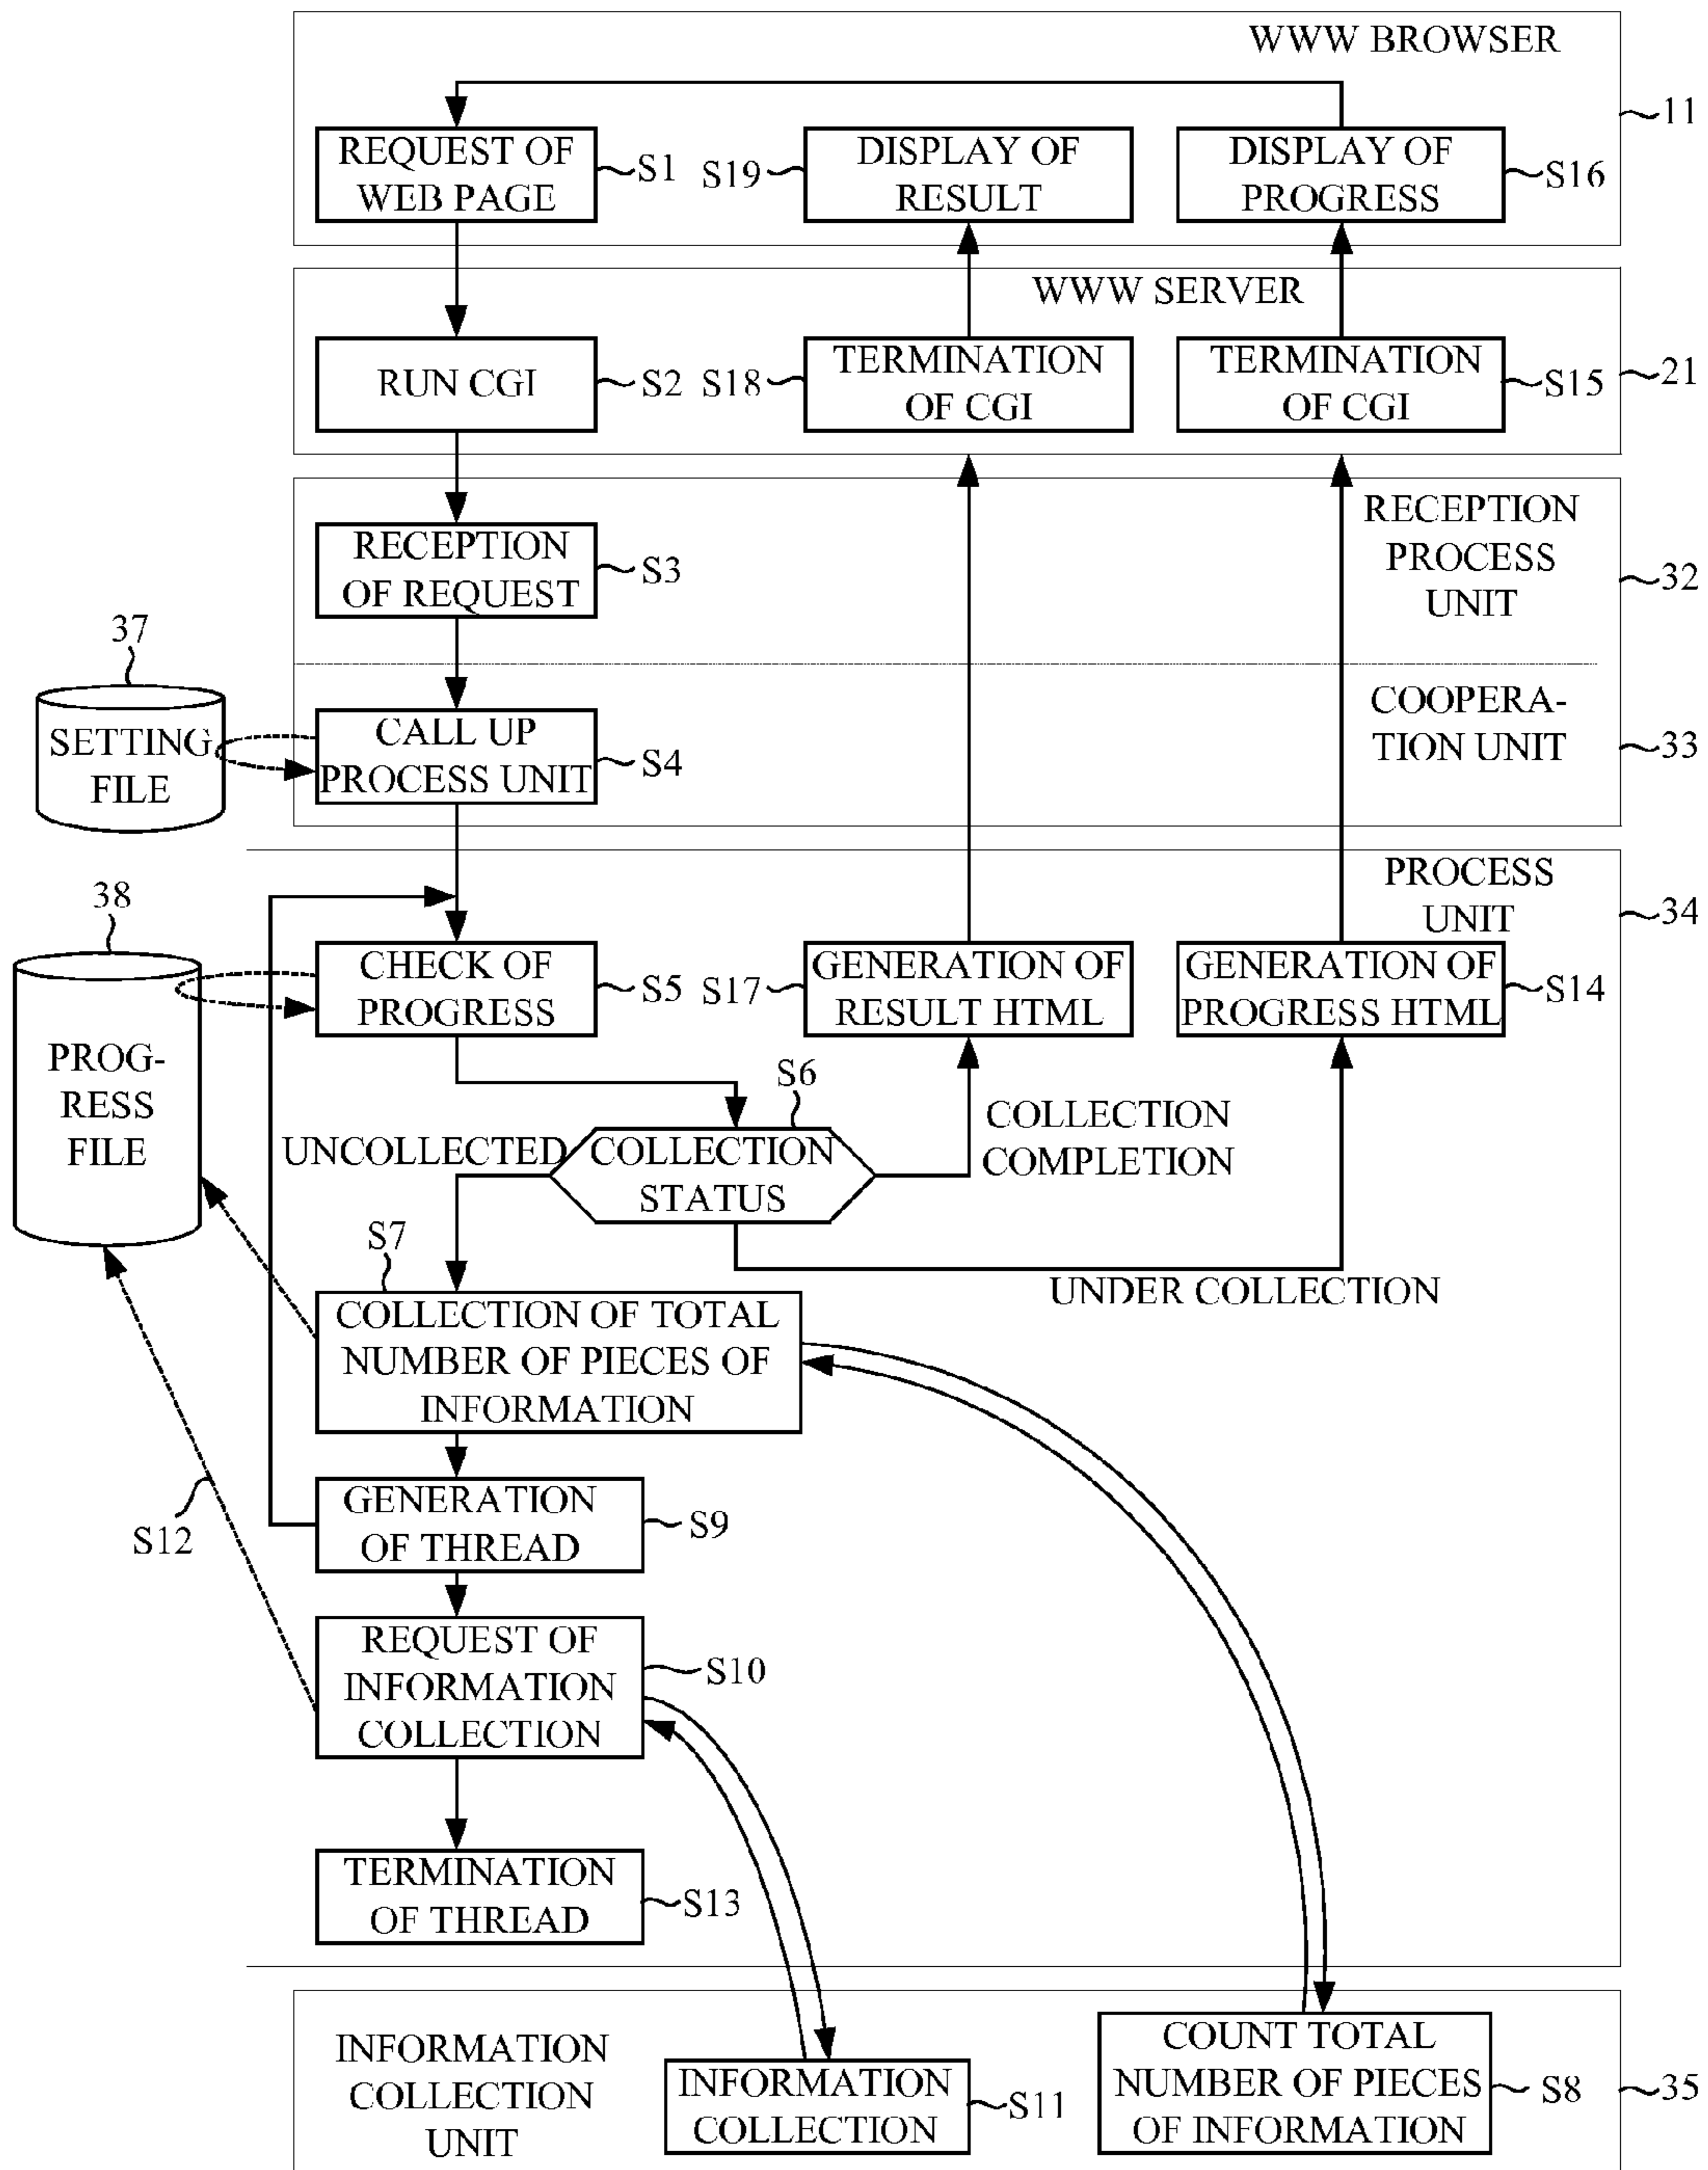 WWW BROWSER
11
REQUEST OF
WEB PAGE
S1
S19
DISPLAY OF
RESULT
DISPLAY OF
PROGRESS
S16
WWW SERVER
RUN CGI
S2
S18
TERMINATION
OF CGI
TERMINATION
OF CGI
S15
21
RECEPTION
PROCESS
UNIT
32
RECEPTION
OF REQUEST
S3
37
SETTING
FILE
CALL UP
PROCESS UNIT
S4
COOPERA-
TION UNIT
33
PROCESS
UNIT
34
38
PROG-
RESS
FILE
CHECK OF
PROGRESS
S5
S17
GENERATION OF
RESULT HTML
GENERATION OF
PROGRESS HTML
S14
S6
UNCOLLECTED
COLLECTION
STATUS
COLLECTION
COMPLETION
UNDER COLLECTION
S7
COLLECTION OF TOTAL
NUMBER OF PIECES OF
INFORMATION
GENERATION
OF THREAD
S9
S12
REQUEST OF
INFORMATION
COLLECTION
S10
TERMINATION
OF THREAD
S13
INFORMATION
COLLECTION
UNIT
INFORMATION
COLLECTION
S11
COUNT TOTAL
NUMBER OF PIECES
OF INFORMATION
S8
35